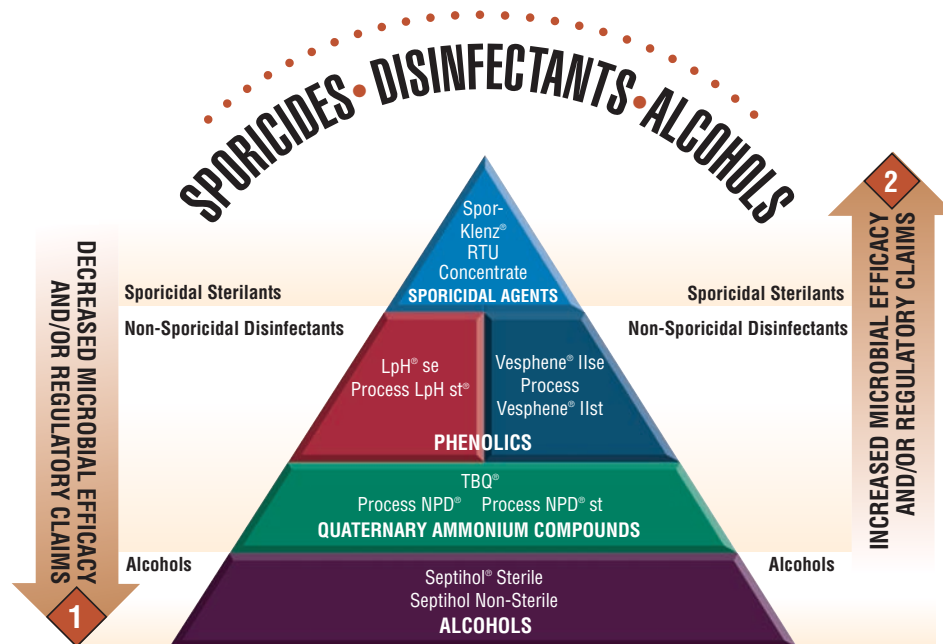 SPORICIDES • DISINFECTANTS • ALCOHOLS
Spor-
Klenz®
RTU
Concentrate
SPORICIDAL AGENTS
Sporicidal Sterilants
Sporicidal Sterilants
Non-Sporicidal Disinfectants
Non-Sporicidal Disinfectants
LpH® se
Process LpH st®
Vesphene® IIse
Process
Vesphene® IIst
PHENOLICS
TBQ®
Process NPD® Process NPD® st
QUATERNARY AMMONIUM COMPOUNDS
Alcohols
Alcohols
Septihol® Sterile
Septihol Non-Sterile
ALCOHOLS
DECREASED MICROBIAL EFFICACY
AND/OR REGULATORY CLAIMS
1
2
INCREASED MICROBIAL EFFICACY
AND/OR REGULATORY CLAIMS